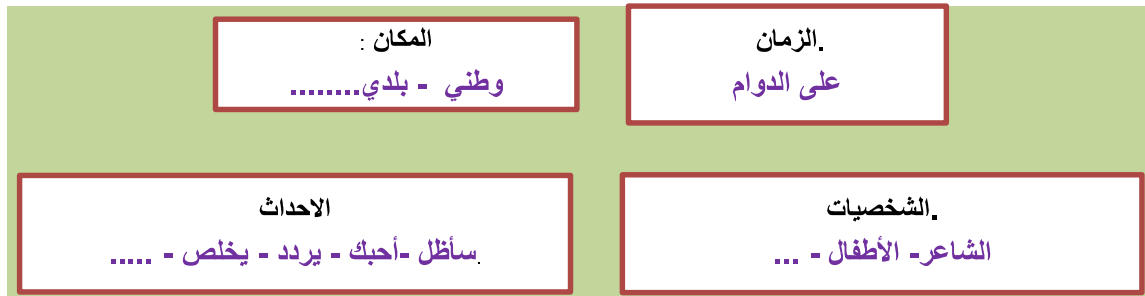 .الزمان
على الدوام
المكان :
وطني - بلدي........
.الشخصيات
الشاعر- الأطفال - ...
الاحداث
.سأظل -أحبك - يردد - يخلص - .....